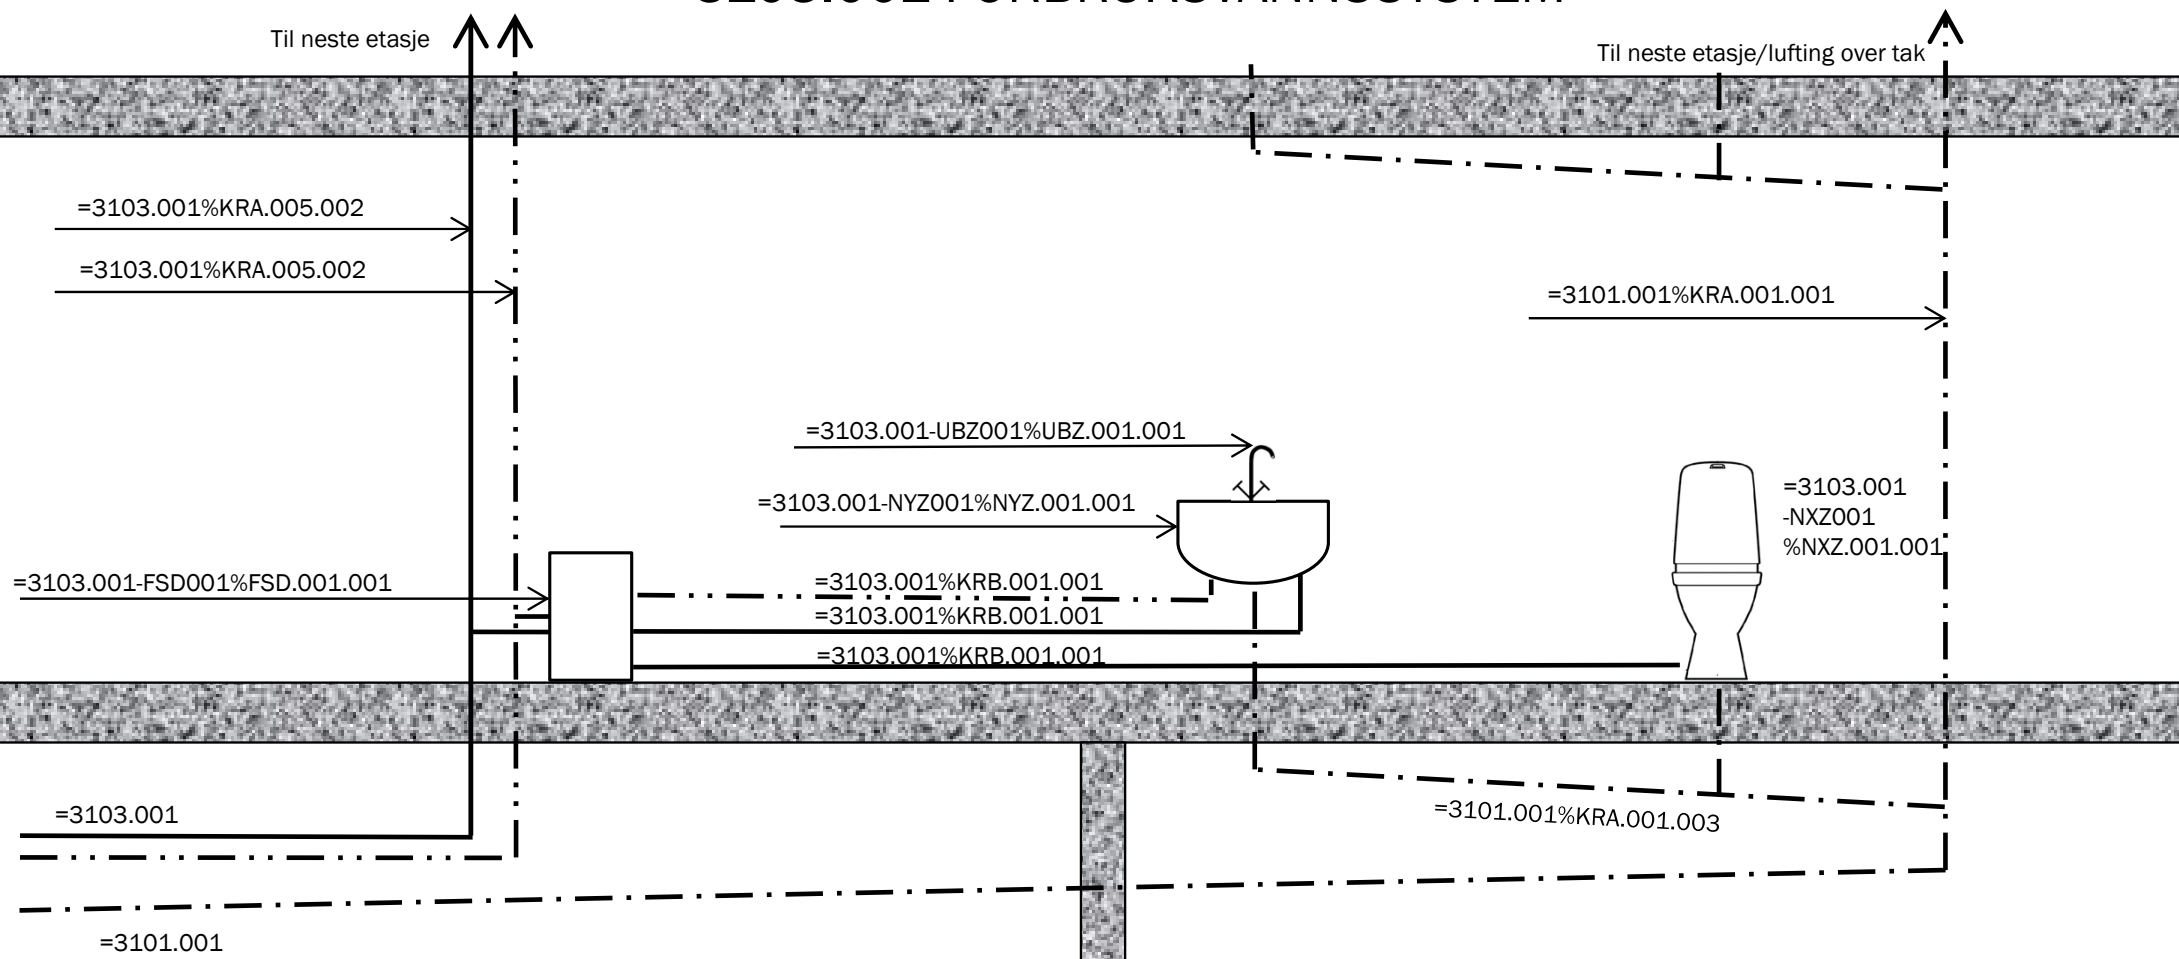 Til neste etasje
Til neste etasje/lufting over tak
=3103.001%KRA.005.002
=3103.001%KRA.005.002
=3101.001%KRA.001.001
=3103.001-UBZ001%UBZ.001.001
=3103.001-NYZ001%NYZ.001.001
=3103.001
-NXZ001
%NXZ.001.001
=3103.001-FSD001%FSD.001.001
=3103.001%KRB.001.001
=3103.001%KRB.001.001
=3103.001%KRB.001.001
=3103.001
=3101.001%KRA.001.003
=3101.001